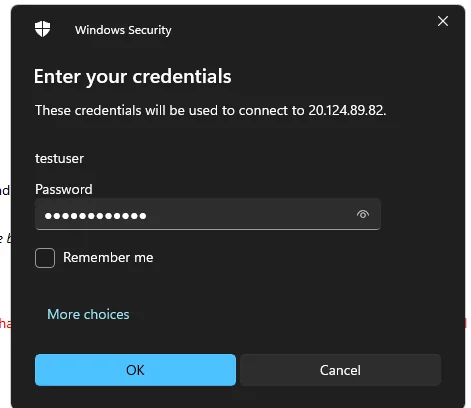 Windows Security
Enter your credentials
These credentials will be used to connect to 20.124.89.82.
testuser
Password
●●●●●●●●●●●●
Remember me
More choices
OK
Cancel